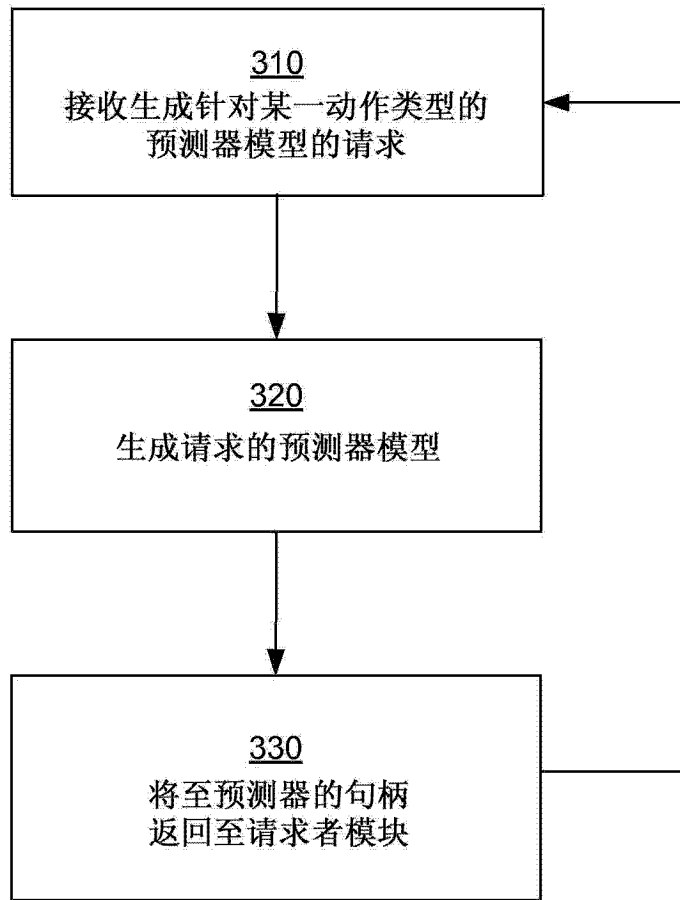 310
接收生成针对某一动作类型的
预测器模型的请求
320
生成请求的预测器模型
330
将至预测器的句柄
返回至请求者模块